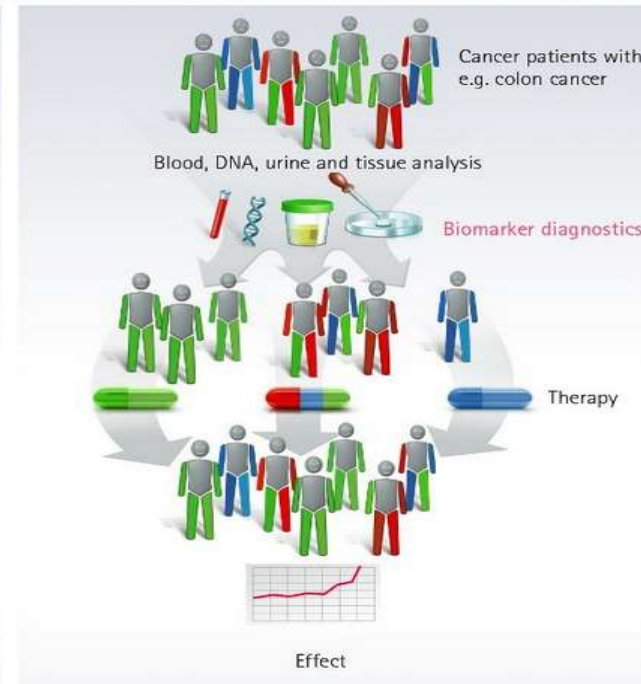 Cancer patients with
e.g. colon cancer
Blood, DNA, urine and tissue analysis
Biomarker diagnostics
Therapy
Effect